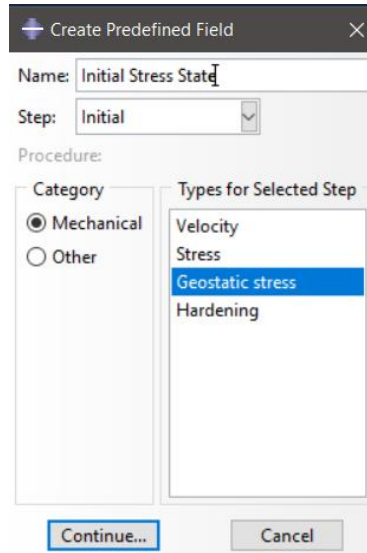 Create Predefined Field
Name: Initial Stress State
Step: Initial
Procedure:
Category
Mechanical
Other
Types for Selected Step
Velocity
Stress
Geostatic stress
Hardening
Continue... Cancel